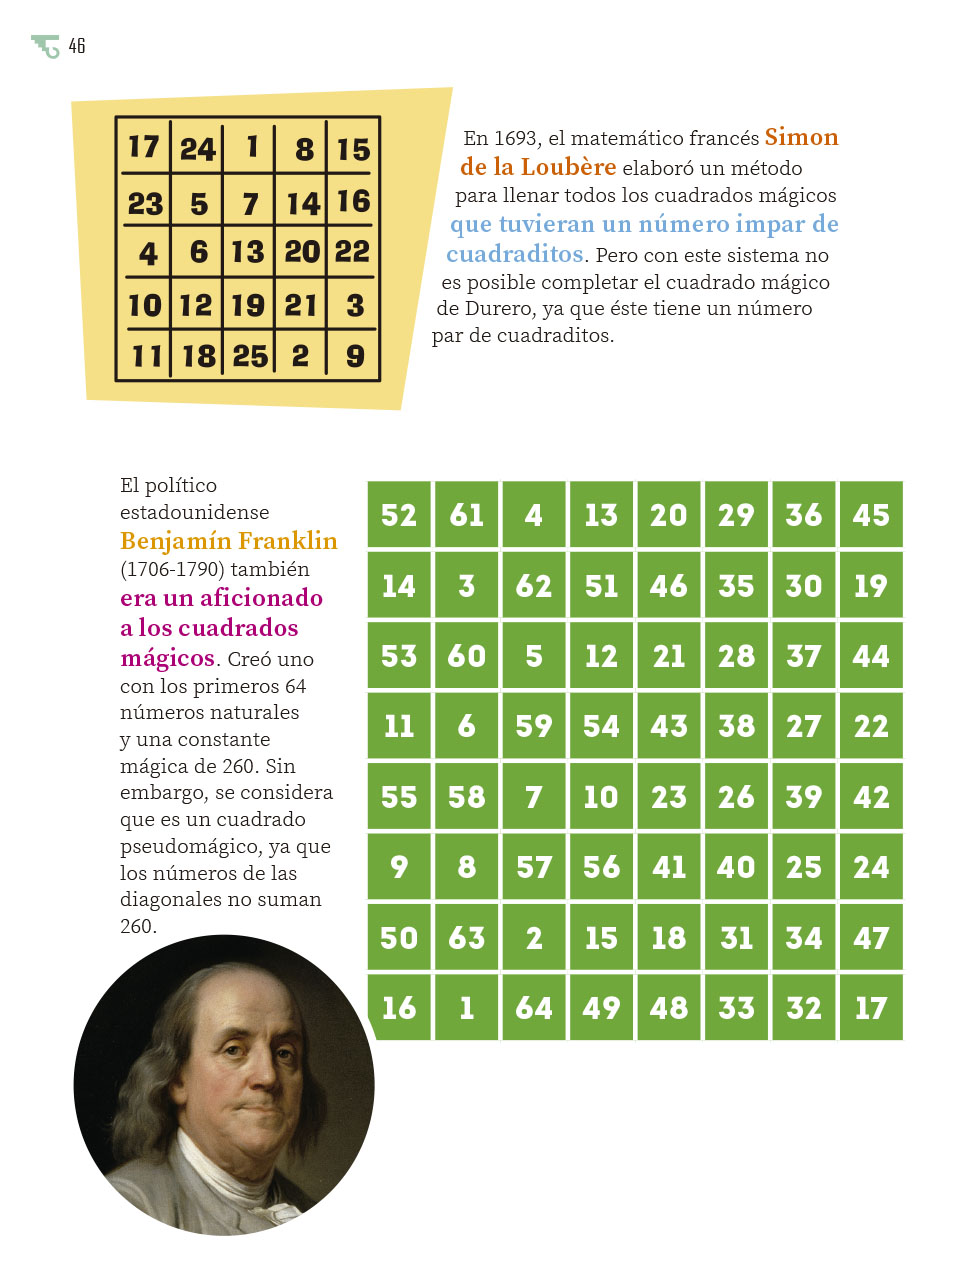 46
17 24 1 8 15
23 5 7 14 16
4 6 13 20 22
10 12 19 21 3
11 18 25 2 9
En 1693, el matemático francés Simon
de la Loubère elaboró un método
para llenar todos los cuadrados mágicos
que tuvieran un número impar de
cuadraditos. Pero con este sistema no
es posible completar el cuadrado mágico
de Durero, ya que éste tiene un número
par de cuadraditos.
El político
estadounidense
Benjamín Franklin
(1706-1790) también
era un aficionado
a los cuadrados
mágicos. Creó uno
con los primeros 64
números naturales
y una constante
mágica de 260. Sin
embargo, se considera
que es un cuadrado
pseudomágico, ya que
los números de las
diagonales no suman
260.
52 61 4 13 20 29 36 45
14 3 62 51 46 35 30 19
53 60 5 12 21 28 37 44
11 6 59 54 43 38 27 22
55 58 7 10 23 26 39 42
9 8 57 56 41 40 25 24
50 63 2 15 18 31 34 47
16 1 64 49 48 33 32 17